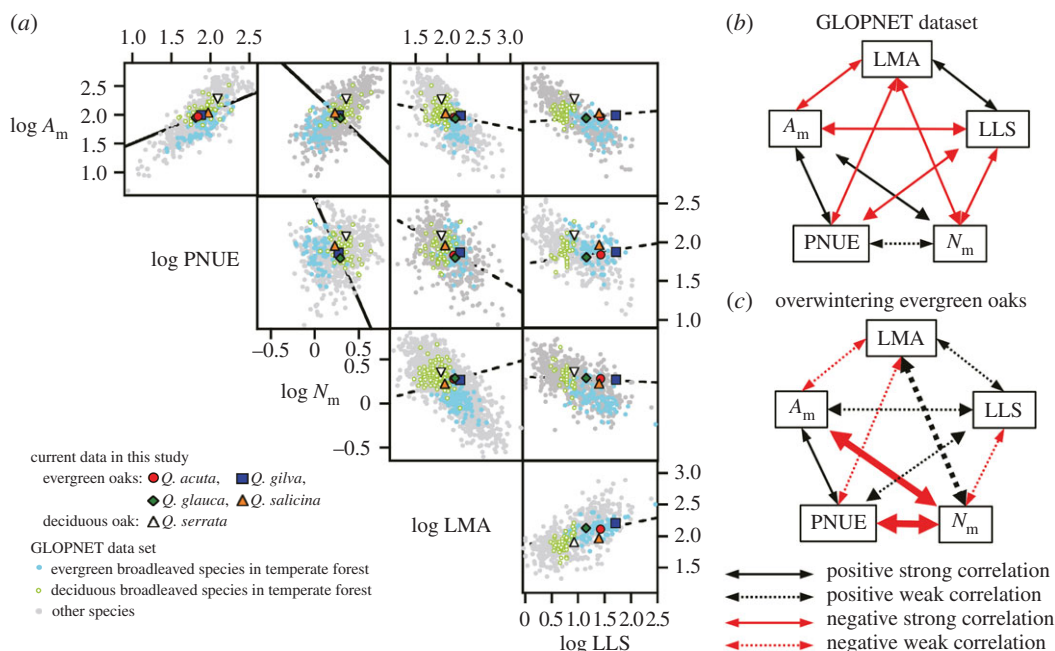 (a)
1.0 1.5 2.0 2.5
1.5 2.0 2.5 3.0
log Am
2.5
2.0
1.5
1.0
log PNUE
2.5
2.0
1.5
1.0
−0.5 0 0.5
log Nm
0.5
0
−0.5
log LMA
3.0
2.5
2.0
1.5
0 0.5 1.0 1.5 2.0 2.5
log LLS
current data in this study
evergreen oaks: Q. acuta, Q. gilva,
Q. glauca, Q. salicina
deciduous oak: Q. serrata
GLOPNET data set
evergreen broadleaved species in temperate forest
deciduous broadleaved species in temperate forest
other species
(b) GLOPNET dataset
LMA
Am
LLS
PNUE
Nm
(c) overwintering evergreen oaks
LMA
Am
LLS
PNUE
Nm
positive strong correlation
positive weak correlation
negative strong correlation
negative weak correlation